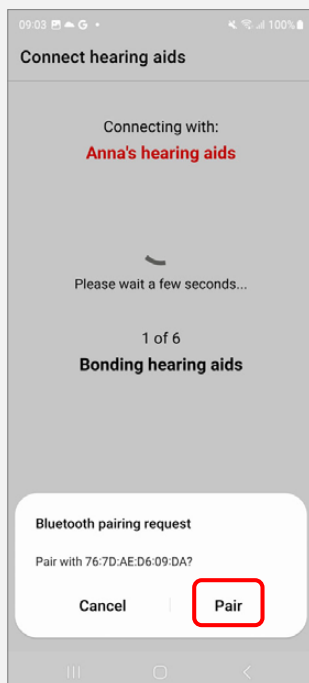 09:03 G •
100%
Connect hearing aids
Connecting with:
Anna's hearing aids
Please wait a few seconds...
1 of 6
Bonding hearing aids
Bluetooth pairing request
Pair with 76:7D:AE:D6:09:DA?
Cancel Pair